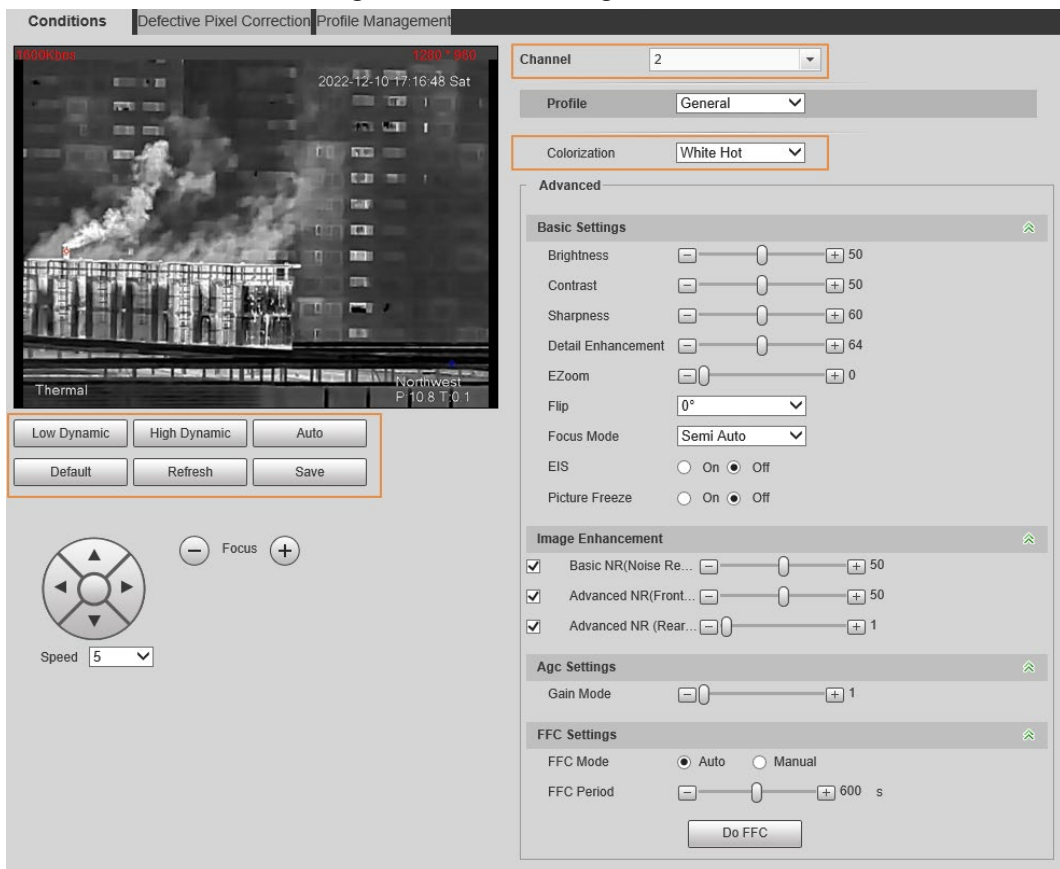 Conditions Defective Pixel Correction Profile Management
1600Kbps 1280 * 960
2022-12-10 17:16:48 Sat
Thermal
Northwest
P:10.8 T:0.1
Low Dynamic High Dynamic Auto
Default Refresh Save
Focus
Speed 5
Channel 2
Profile General
Colorization White Hot
Advanced
Basic Settings
Brightness 50
Contrast 50
Sharpness 60
Detail Enhancement 64
EZoom 0
Flip 0°
Focus Mode Semi Auto
EIS On Off
Picture Freeze On Off
Image Enhancement
Basic NR(Noise Re... 50
Advanced NR(Front... 50
Advanced NR (Rear... 1
Agc Settings
Gain Mode 1
FFC Settings
FFC Mode Auto Manual
FFC Period 600 s
Do FFC